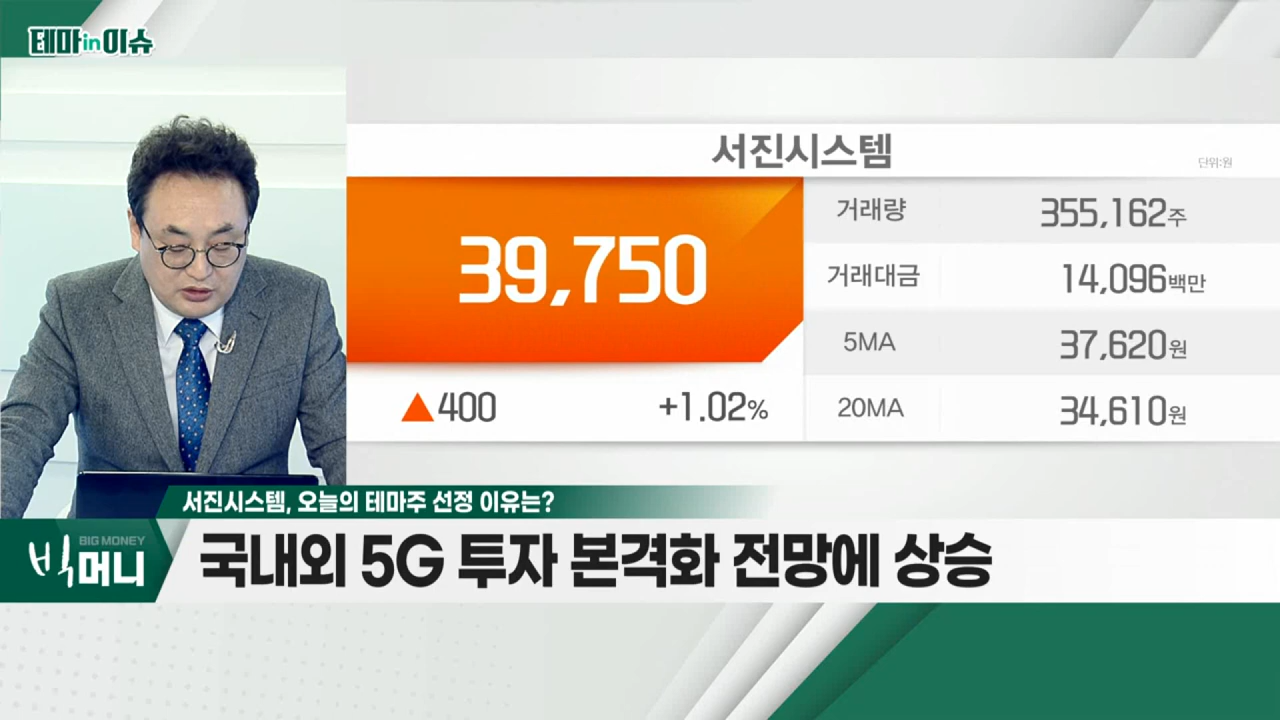 테마in이슈
서진시스템
단위:원
39,750
▲400 +1.02%
거래량 355,162주
거래대금 14,096백만
5MA 37,620원
20MA 34,610원
서진시스템, 오늘의 테마주 선정 이유는?
BIG MONEY
빅머니
국내외 5G 투자 본격화 전망에 상승